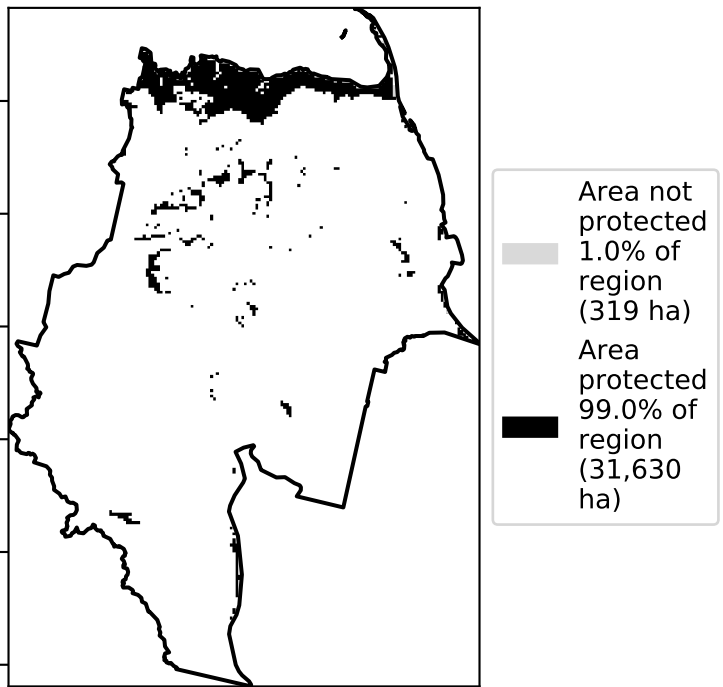 Area not
protected
1.0% of
region
(319 ha)
Area
protected
99.0% of
region
(31,630
ha)